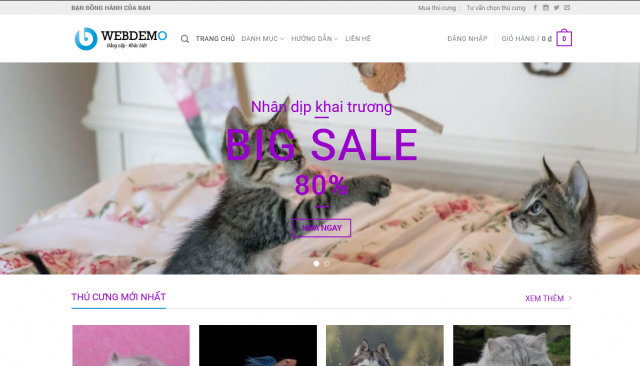 BẠN ĐỒNG HÀNH CỦA BẠN
Mua thú cưng
Tư vấn chọn thú cưng
WEBDEMO
Đẳng cấp - Khác biệt
TRANG CHỦ
DANH MỤC
HƯỚNG DẪN
LIÊN HỆ
ĐĂNG NHẬP
GIỎ HÀNG / 0 ₫
0
Nhân dịp khai trương
BIG SALE
80%
MUA NGAY
THÚ CƯNG MỚI NHẤT
XEM THÊM